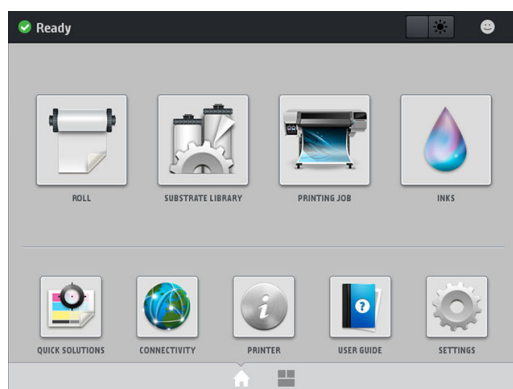 Ready
ROLL
SUBSTRATE LIBRARY
PRINTING JOB
INKS
QUICK SOLUTIONS
CONNECTIVITY
PRINTER
USER GUIDE
SETTINGS